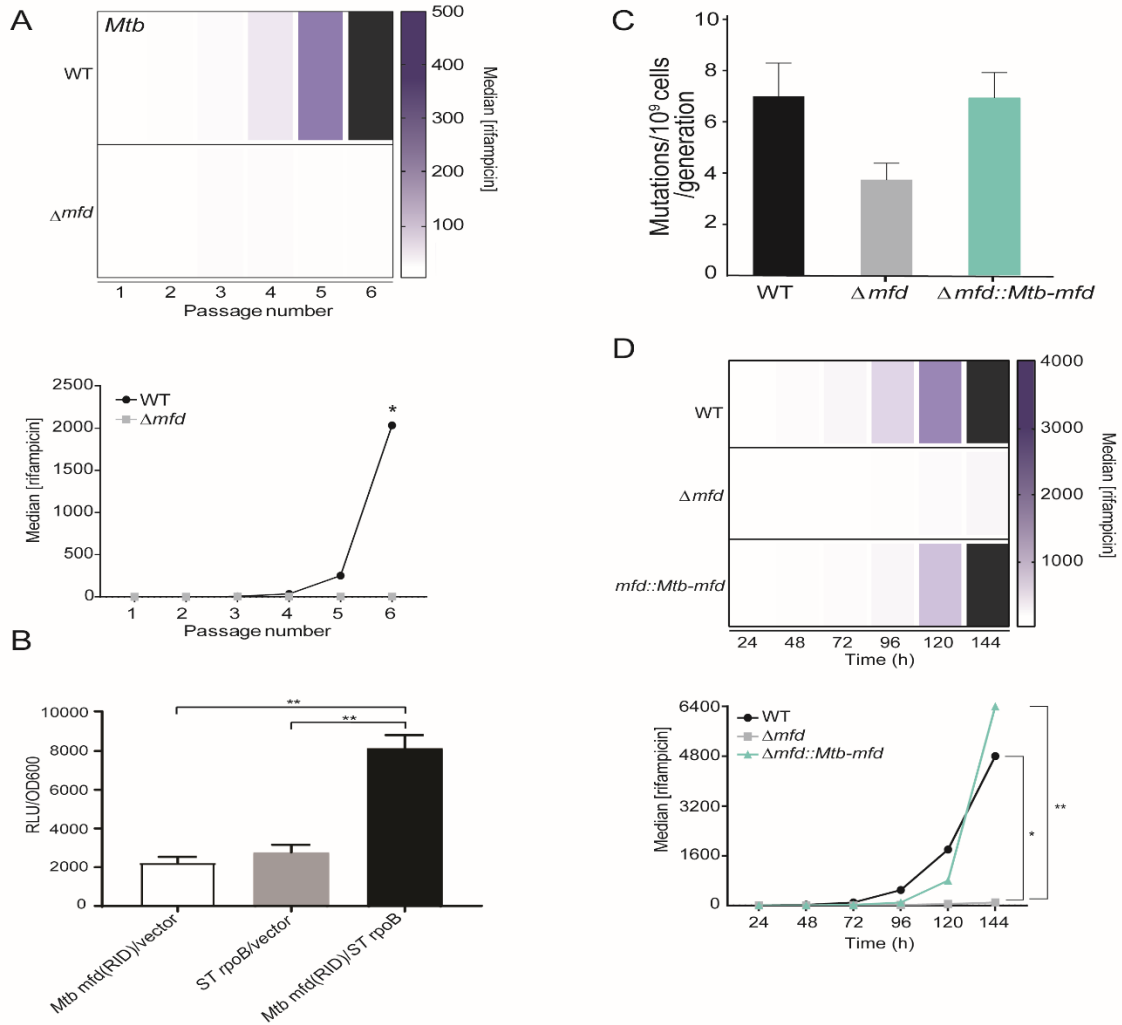 A
Mtb
WT
Δmfd
500
400
300
200
100
Median [rifampicin]
1 2 3 4 5 6
Passage number
2500
2000
1500
1000
500
0
Median [rifampicin]
WT
Δmfd
*
1 2 3 4 5 6
Passage number
B
10000
8000
6000
4000
2000
0
RLU/OD600
**
**
Mtb mfd(RID)/vector
ST rpoB/vector
Mtb mfd(RID)/ST rpoB
C
10
8
6
4
2
0
Mutations/10⁹ cells
/generation
WT
Δmfd
Δmfd::Mtb-mfd
D
WT
Δmfd
mfd::Mtb-mfd
4000
3000
2000
1000
Median [rifampicin]
24 48 72 96 120 144
Time (h)
6400
4800
3200
1600
0
Median [rifampicin]
WT
Δmfd
Δmfd::Mtb-mfd
**
*
24 48 72 96 120 144
Time (h)